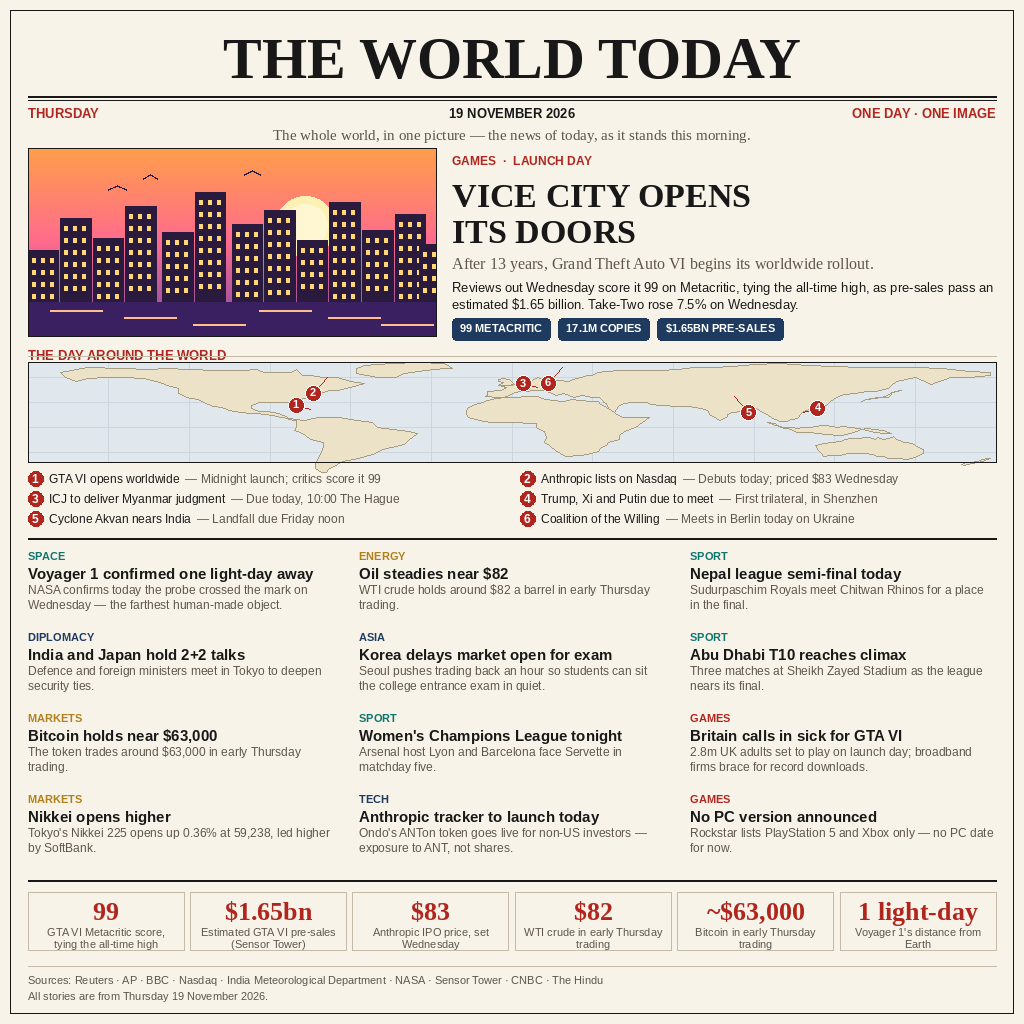 THE WORLD TODAY
THURSDAY
19 NOVEMBER 2026
ONE DAY · ONE IMAGE
The whole world, in one picture — the news of today, as it stands this morning.
GAMES · LAUNCH DAY
VICE CITY OPENS
ITS DOORS
After 13 years, Grand Theft Auto VI begins its worldwide rollout.
Reviews out Wednesday score it 99 on Metacritic, tying the all-time high, as pre-sales pass an
estimated $1.65 billion. Take-Two rose 7.5% on Wednesday.
99 METACRITIC
17.1M COPIES
$1.65BN PRE-SALES
THE DAY AROUND THE WORLD
1
2
3
6
5
4
1 GTA VI opens worldwide — Midnight launch; critics score it 99
2 Anthropic lists on Nasdaq — Debuts today; priced $83 Wednesday
3 ICJ to deliver Myanmar judgment — Due today, 10:00 The Hague
4 Trump, Xi and Putin due to meet — First trilateral, in Shenzhen
5 Cyclone Akvan nears India — Landfall due Friday noon
6 Coalition of the Willing — Meets in Berlin today on Ukraine
SPACE
Voyager 1 confirmed one light-day away
NASA confirms today the probe crossed the mark on
Wednesday — the farthest human-made object.
ENERGY
Oil steadies near $82
WTI crude holds around $82 a barrel in early Thursday
trading.
SPORT
Nepal league semi-final today
Sudurpaschim Royals meet Chitwan Rhinos for a place
in the final.
DIPLOMACY
India and Japan hold 2+2 talks
Defence and foreign ministers meet in Tokyo to deepen
security ties.
ASIA
Korea delays market open for exam
Seoul pushes trading back an hour so students can sit
the college entrance exam in quiet.
SPORT
Abu Dhabi T10 reaches climax
Three matches at Sheikh Zayed Stadium as the league
nears its final.
MARKETS
Bitcoin holds near $63,000
The token trades around $63,000 in early Thursday
trading.
SPORT
Women's Champions League tonight
Arsenal host Lyon and Barcelona face Servette in
matchday five.
GAMES
Britain calls in sick for GTA VI
2.8m UK adults set to play on launch day; broadband
firms brace for record downloads.
MARKETS
Nikkei opens higher
Tokyo's Nikkei 225 opens up 0.36% at 59,238, led higher
by SoftBank.
TECH
Anthropic tracker to launch today
Ondo's ANTon token goes live for non-US investors —
exposure to ANT, not shares.
GAMES
No PC version announced
Rockstar lists PlayStation 5 and Xbox only — no PC date
for now.
99
GTA VI Metacritic score,
tying the all-time high
$1.65bn
Estimated GTA VI pre-sales
(Sensor Tower)
$83
Anthropic IPO price, set
Wednesday
$82
WTI crude in early Thursday
trading
~$63,000
Bitcoin in early Thursday
trading
1 light-day
Voyager 1's distance from
Earth
Sources: Reuters · AP · BBC · Nasdaq · India Meteorological Department · NASA · Sensor Tower · CNBC · The Hindu
All stories are from Thursday 19 November 2026.